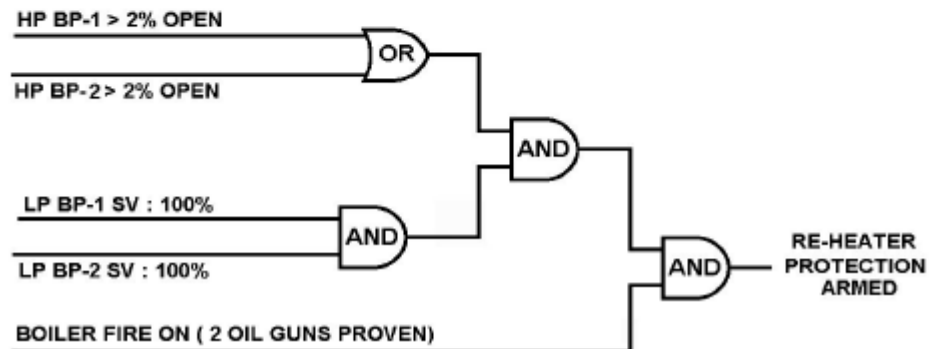 HP BP-1 > 2% OPEN
OR
HP BP-2 > 2% OPEN
AND
LP BP-1 SV : 100%
AND
LP BP-2 SV : 100%
AND
RE-HEATER
PROTECTION
ARMED
BOILER FIRE ON ( 2 OIL GUNS PROVEN)